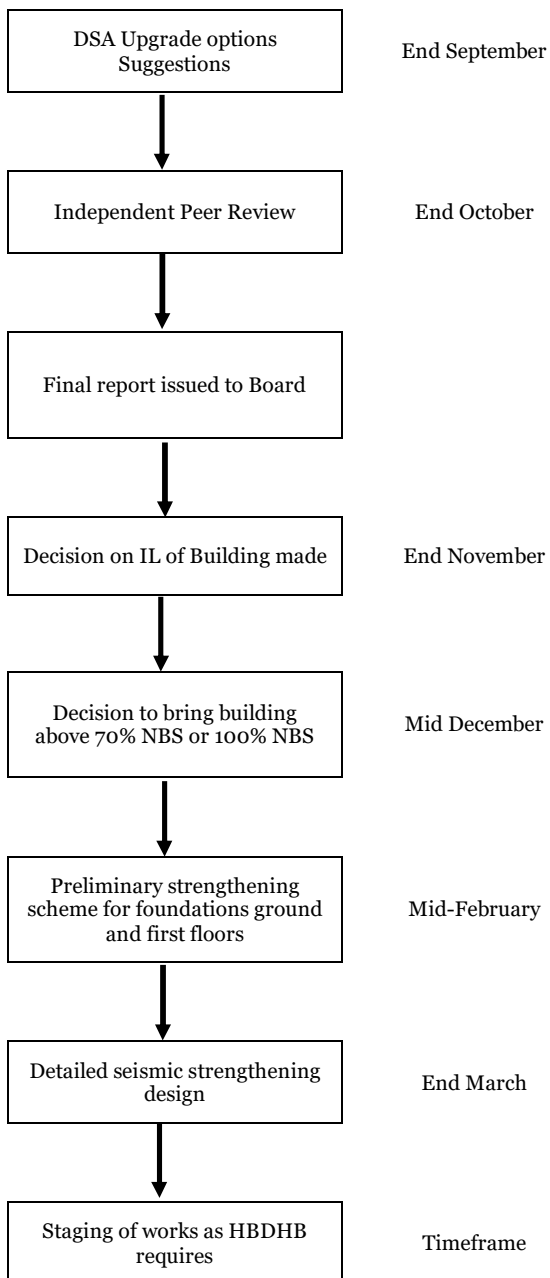 DSA Upgrade options
Suggestions
End September
Independent Peer Review
End October
Final report issued to Board
Decision on IL of Building made
End November
Decision to bring building
above 70% NBS or 100% NBS
Mid December
Preliminary strengthening
scheme for foundations ground
and first floors
Mid-February
Detailed seismic strengthening
design
End March
Staging of works as HBDHB
requires
Timeframe